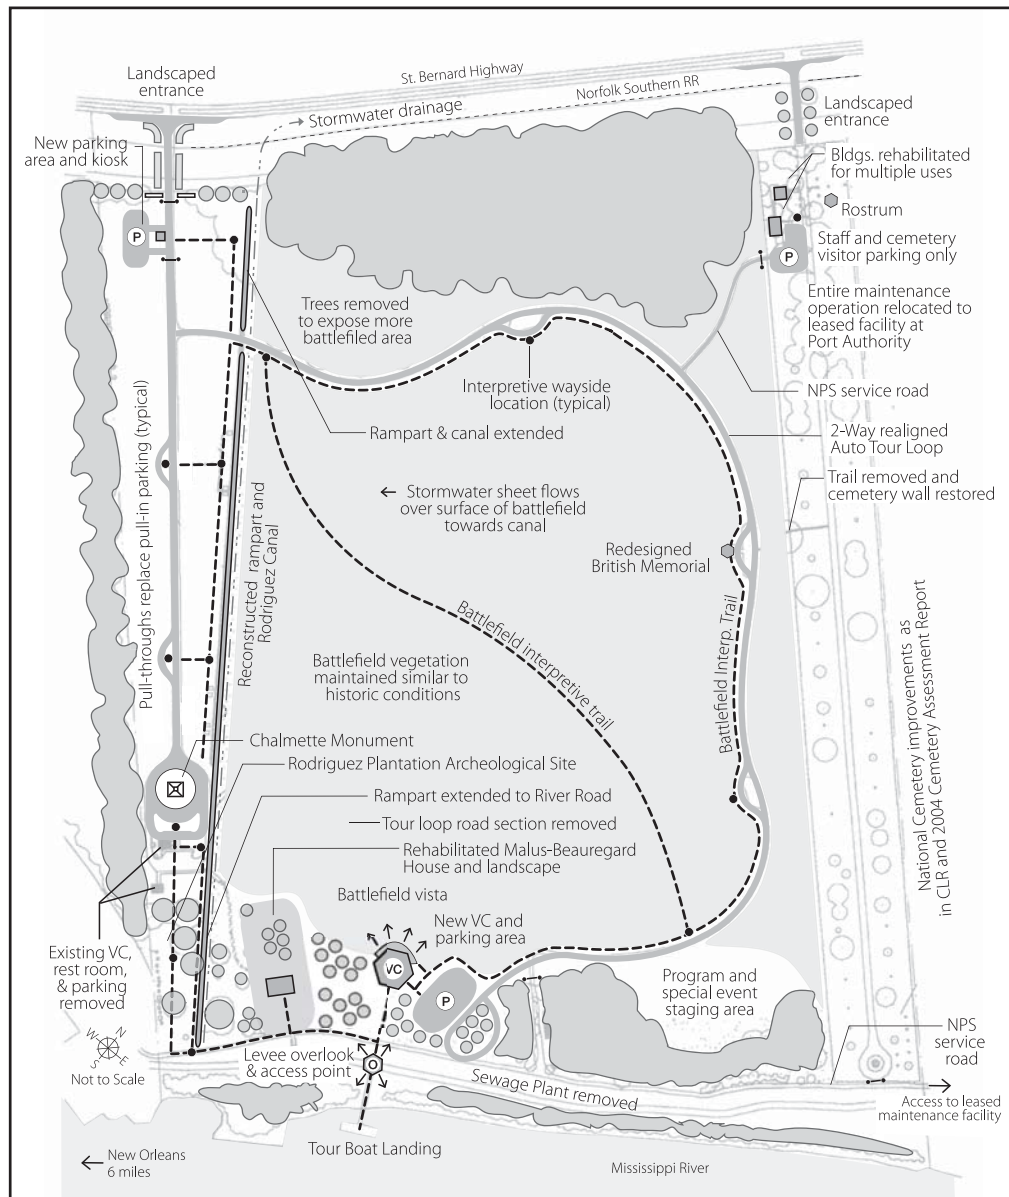 Landscaped
entrance
St. Bernard Highway
Norfolk Southern RR
Stormwater drainage
Landscaped
entrance
New parking
area and kiosk
Bldgs. rehabilitated
for multiple uses
Rostrum
P
Staff and cemetery
visitor parking only
P
Entire maintenance
operation relocated to
leased facility at
Port Authority
Trees removed
to expose more
battlefiled area
Interpretive wayside
location (typical)
NPS service road
Rampart & canal extended
2-Way realigned
Auto Tour Loop
Trail removed and
cemetery wall restored
Pull-throughs replace pull-in parking (typical)
Reconstructed rampart and
Rodriguez Canal
Stormwater sheet flows
over surface of battlefield
towards canal
Redesigned
British Memorial
Battlefield interpretive trail
Battlefield Interp. Trail
Battlefield vegetation
maintained similar to
historic conditions
National Cemetery improvements as
in CLR and 2004 Cemetery Assessment Report
Chalmette Monument
Rodriguez Plantation Archeological Site
Rampart extended to River Road
Tour loop road section removed
Rehabilitated Malus-Beauregard
House and landscape
Battlefield vista
New VC and
parking area
VC
P
Existing VC,
rest room,
& parking
removed
Program and
special event
staging area
N
W
E
S
Not to Scale
Levee overlook
& access point
NPS
service
road
Sewage Plant removed
Access to leased
maintenance facility
Tour Boat Landing
New Orleans
6 miles
Mississippi River